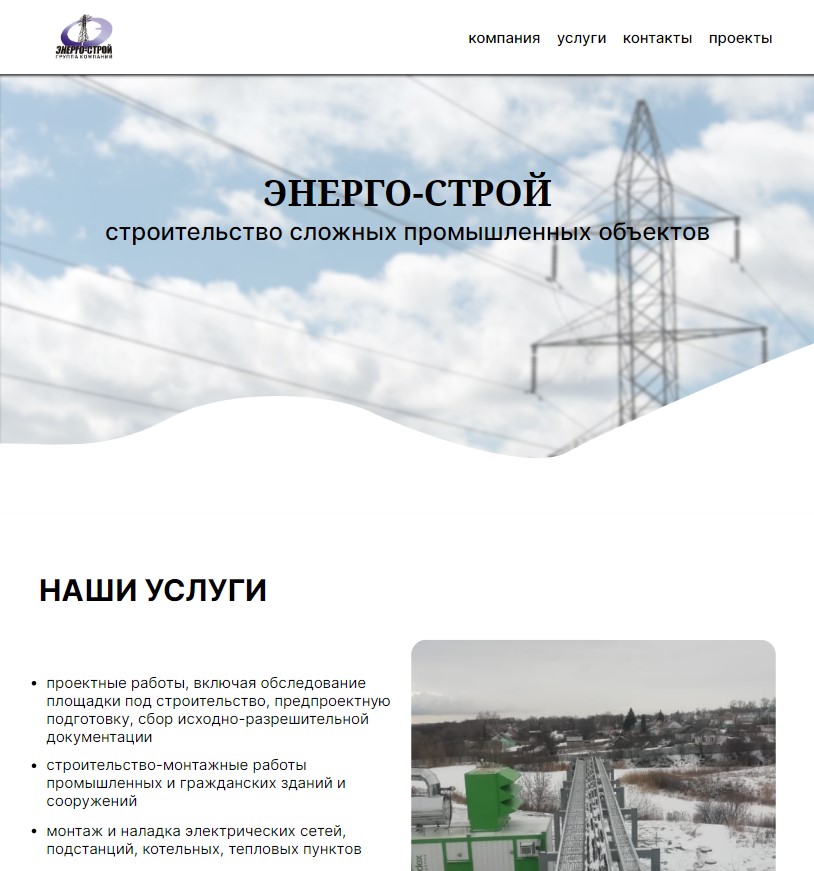 ЭНЕРГО-СТРОЙ
ГРУППА КОМПАНИЙ
компания услуги контакты проекты
ЭНЕРГО-СТРОЙ
строительство сложных промышленных объектов
НАШИ УСЛУГИ
• проектные работы, включая обследование
площадки под строительство, предпроектную
подготовку, сбор исходно-разрешительной
документации
• строительство-монтажные работы
промышленных и гражданских зданий и
сооружений
• монтаж и наладка электрических сетей,
подстанций, котельных, тепловых пунктов